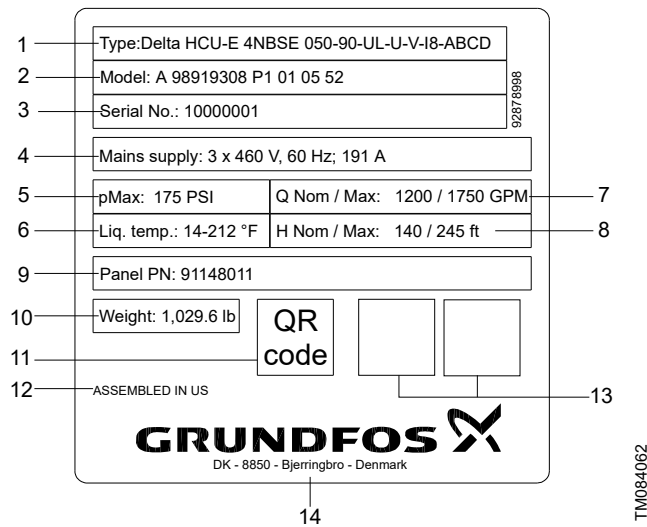 1 Type:Delta HCU-E 4NBSE 050-90-UL-U-V-I8-ABCD
2 Model: A 98919308 P1 01 05 52
3 Serial No.: 10000001
92878998
4 Mains supply: 3 x 460 V, 60 Hz; 191 A
5 pMax: 175 PSI Q Nom / Max: 1200 / 1750 GPM 7
6 Liq. temp.: 14-212 °F H Nom / Max: 140 / 245 ft 8
9 Panel PN: 91148011
10 Weight: 1,029.6 lb
QR
11 code
12 ASSEMBLED IN US
13
GRUNDFOS
DK - 8850 - Bjerringbro - Denmark
14
TM084062